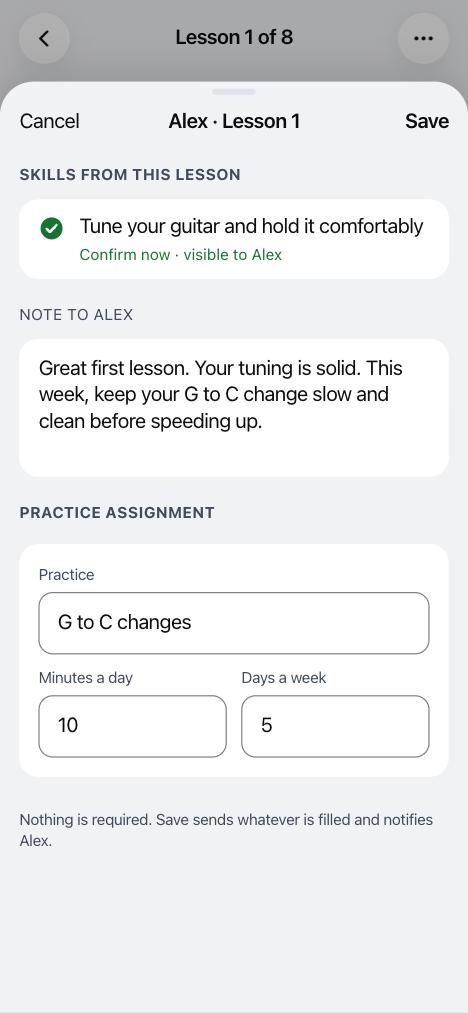 Lesson 1 of 8
Cancel
Alex · Lesson 1
Save
SKILLS FROM THIS LESSON
Tune your guitar and hold it comfortably
Confirm now · visible to Alex
NOTE TO ALEX
Great first lesson. Your tuning is solid. This
week, keep your G to C change slow and
clean before speeding up.
PRACTICE ASSIGNMENT
Practice
G to C changes
Minutes a day
Days a week
10
5
Nothing is required. Save sends whatever is filled and notifies
Alex.